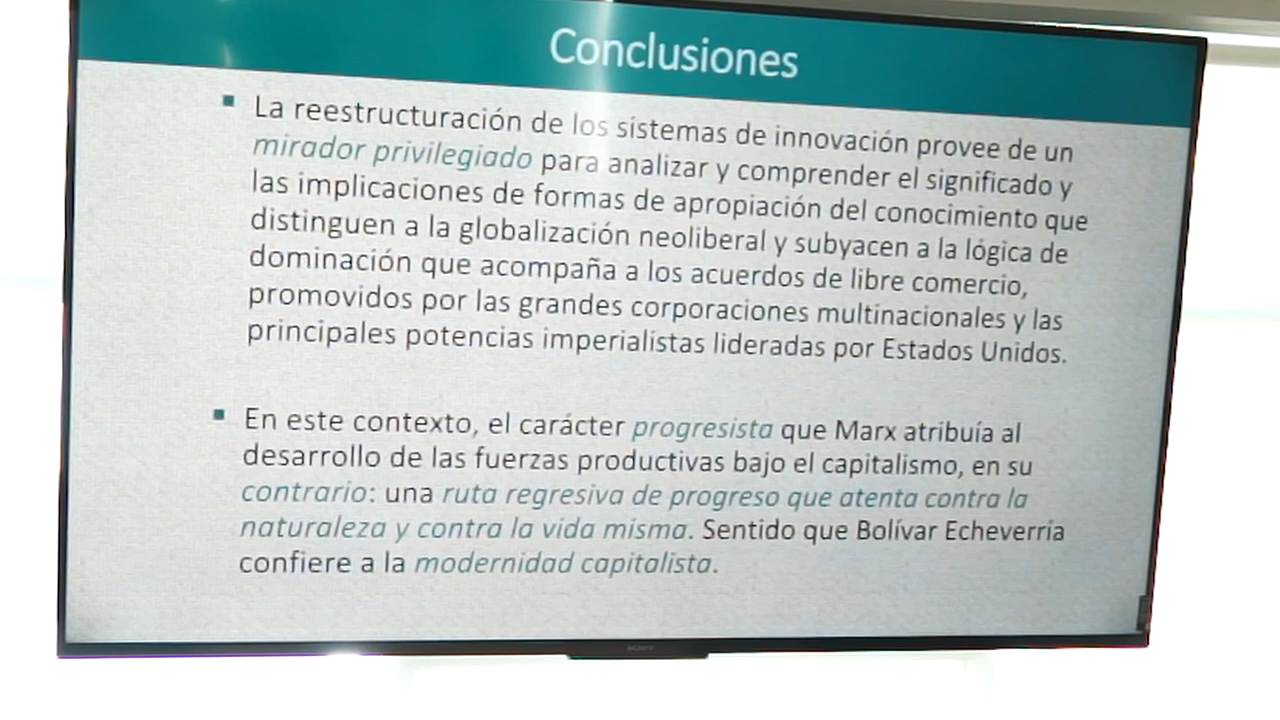 Conclusiones
La reestructuración de los sistemas de innovación provee de un
mirador privilegiado para analizar y comprender el significado y
las implicaciones de formas de apropiación del conocimiento que
distinguen a la globalización neoliberal y subyacen a la lógica de
dominación que acompaña a los acuerdos de libre comercio,
promovidos por las grandes corporaciones multinacionales y las
principales potencias imperialistas lideradas por Estados Unidos.
En este contexto, el carácter progresista que Marx atribuía al
desarrollo de las fuerzas productivas bajo el capitalismo, en su
contrario: una ruta regresiva de progreso que atenta contra la
naturaleza y contra la vida misma. Sentido que Bolívar Echeverría
confiere a la modernidad capitalista.
SONY